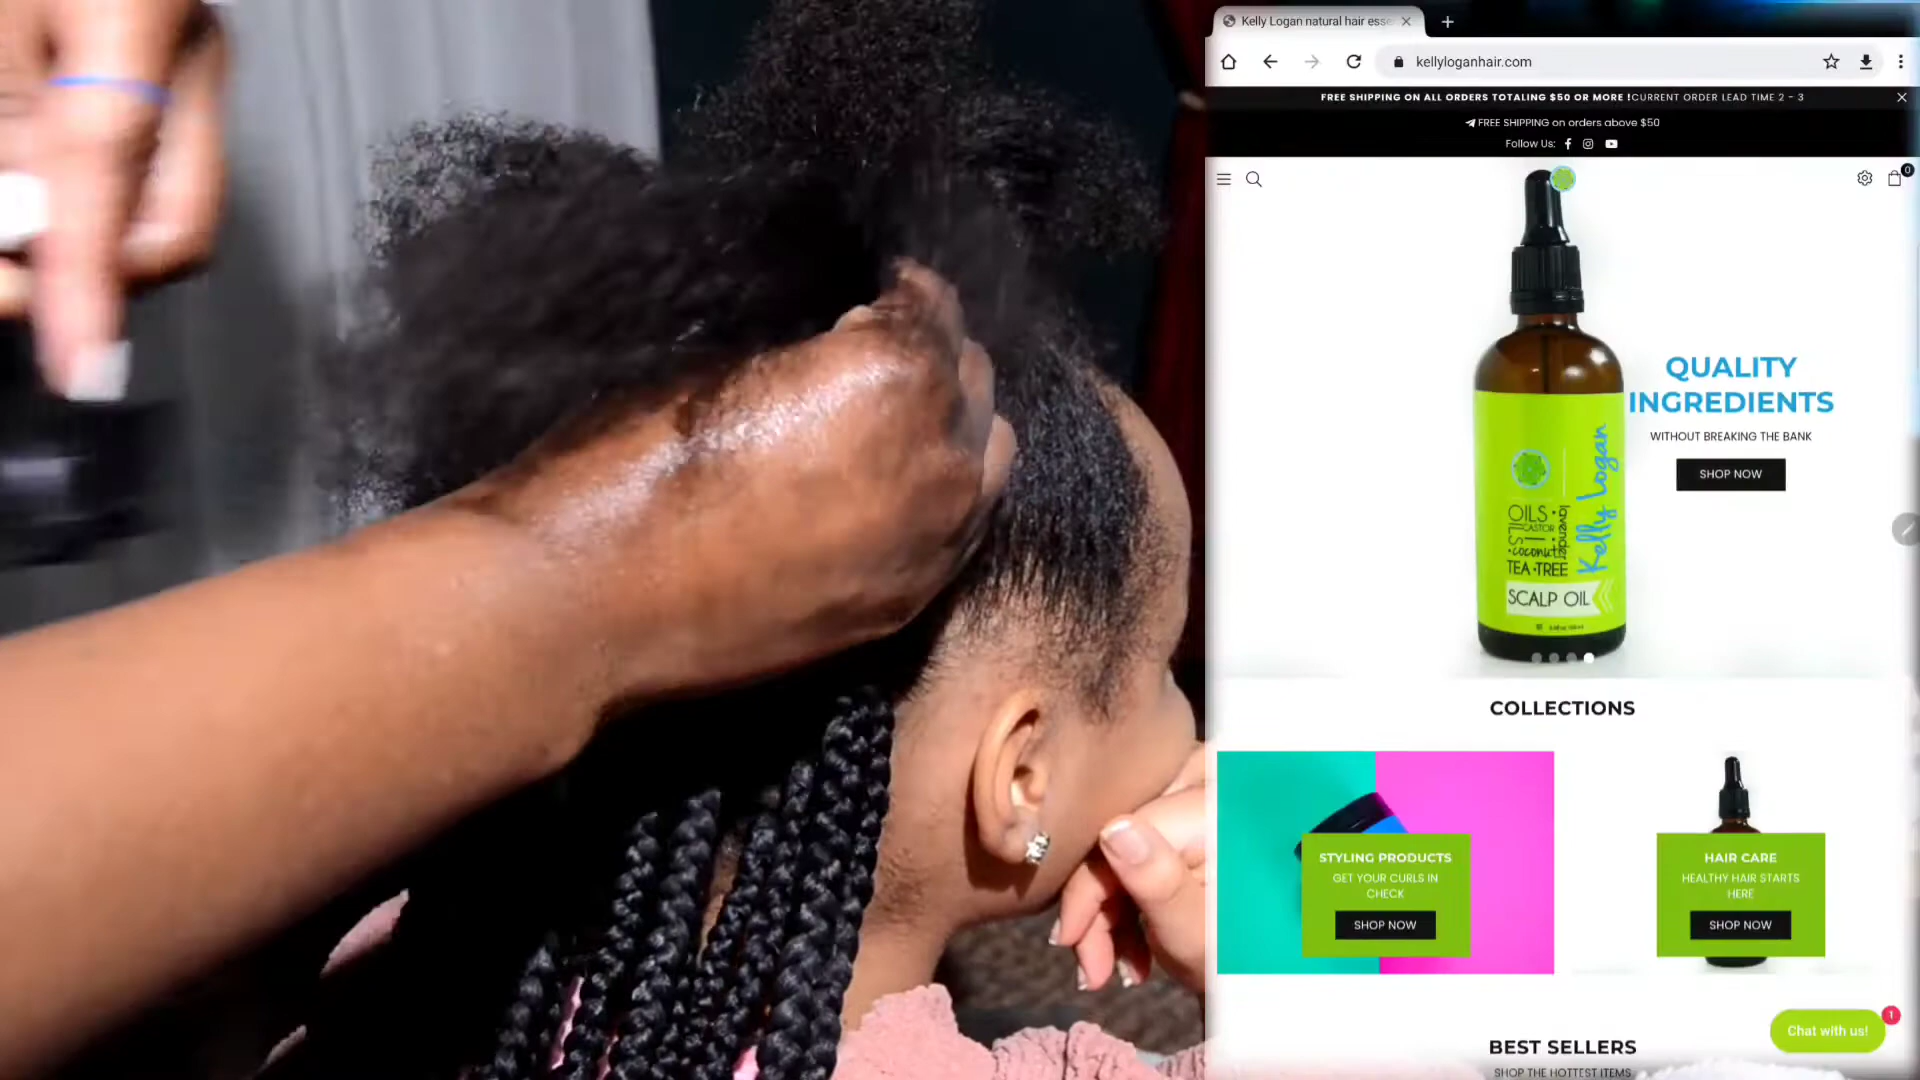 Kelly Logan natural hair esse
kellyloganhair.com
FREE SHIPPING ON ALL ORDERS TOTALING $50 OR MORE !CURRENT ORDER LEAD TIME 2 - 3
FREE SHIPPING on orders above $50
Follow Us:
0
QUALITY
INGREDIENTS
WITHOUT BREAKING THE BANK
SHOP NOW
Kelly Logan
OILS
CASTOR
lavender
coconut
TEA•TREE
SCALP OIL
COLLECTIONS
STYLING PRODUCTS
GET YOUR CURLS IN
CHECK
SHOP NOW
HAIR CARE
HEALTHY HAIR STARTS
HERE
SHOP NOW
1
Chat with us!
BEST SELLERS
SHOP THE HOTTEST ITEMS